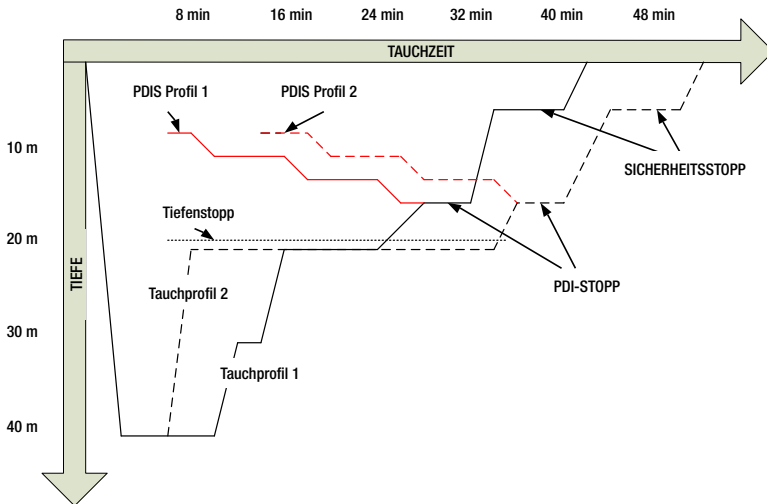 8 min 16 min 24 min 32 min 40 min 48 min
TAUCHZEIT
PDIS Profil 1 PDIS Profil 2
10 m
SICHERHEITSSTOPP
Tiefenstopp
20 m
TIEFE
PDI-STOPP
Tauchprofil 2
30 m
Tauchprofil 1
40 m